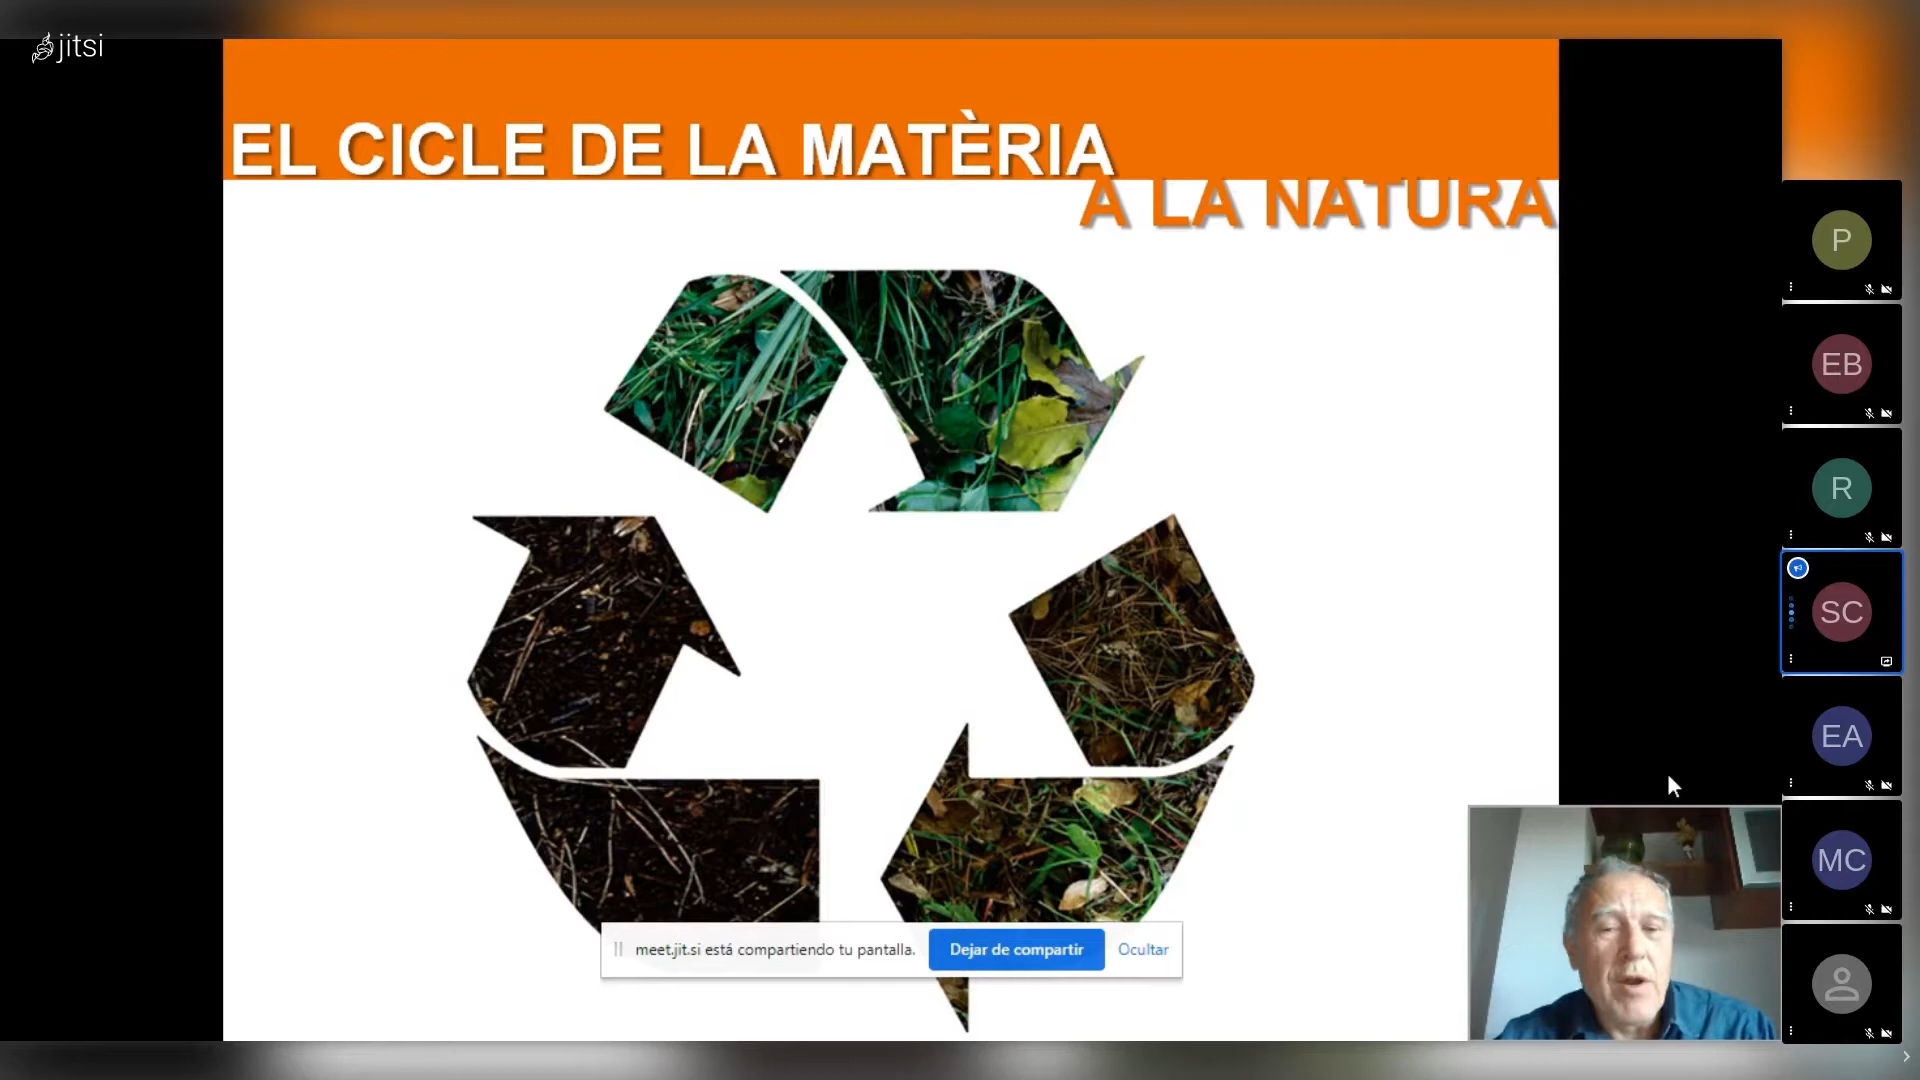 jitsi
EL CICLE DE LA MATÈRIA
A LA NATURA
P
EB
R
SC
EA
MC
meet.jit.si está compartiendo tu pantalla.
Dejar de compartir
Ocultar